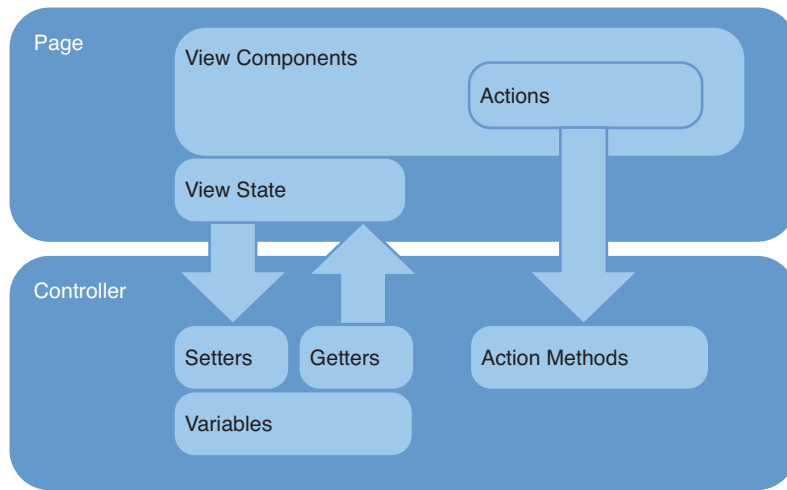 Page
View Components
Actions
View State
Controller
Setters
Getters
Action Methods
Variables